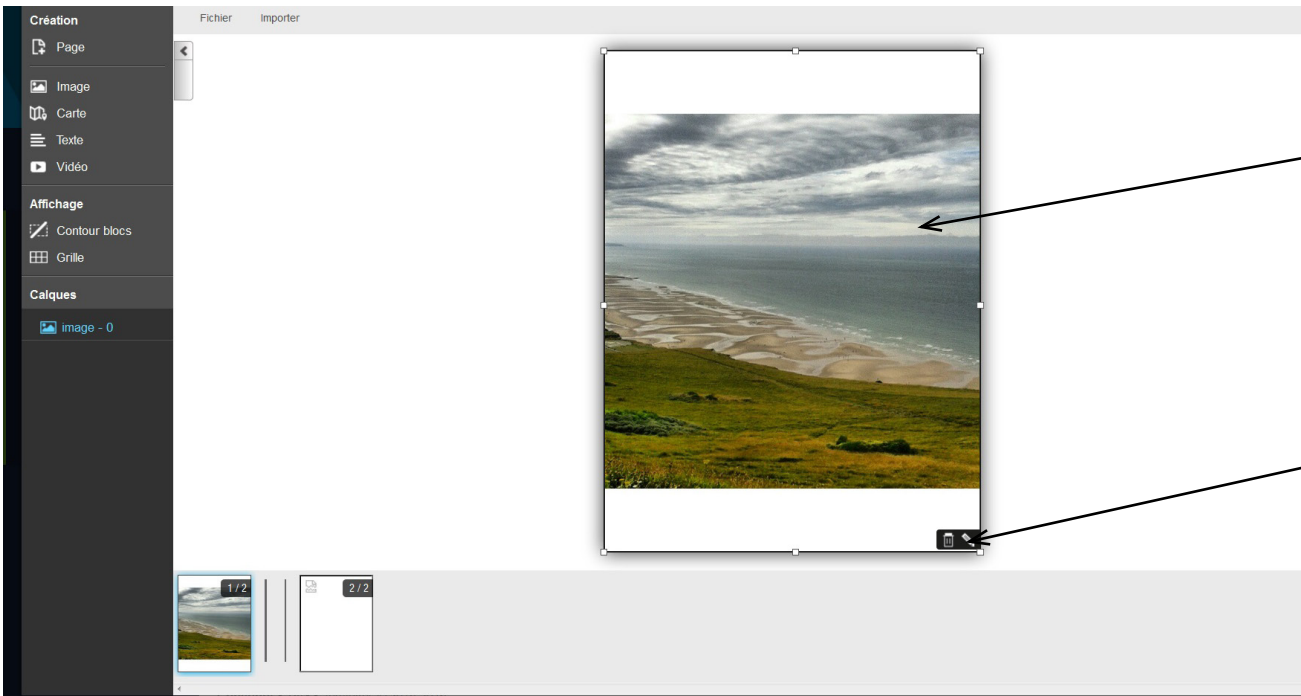 Création
Fichier Importer
Page
Image
Carte
Texte
Vidéo
Affichage
Contour blocs
Grille
Calques
image - 0
1 / 2
2 / 2